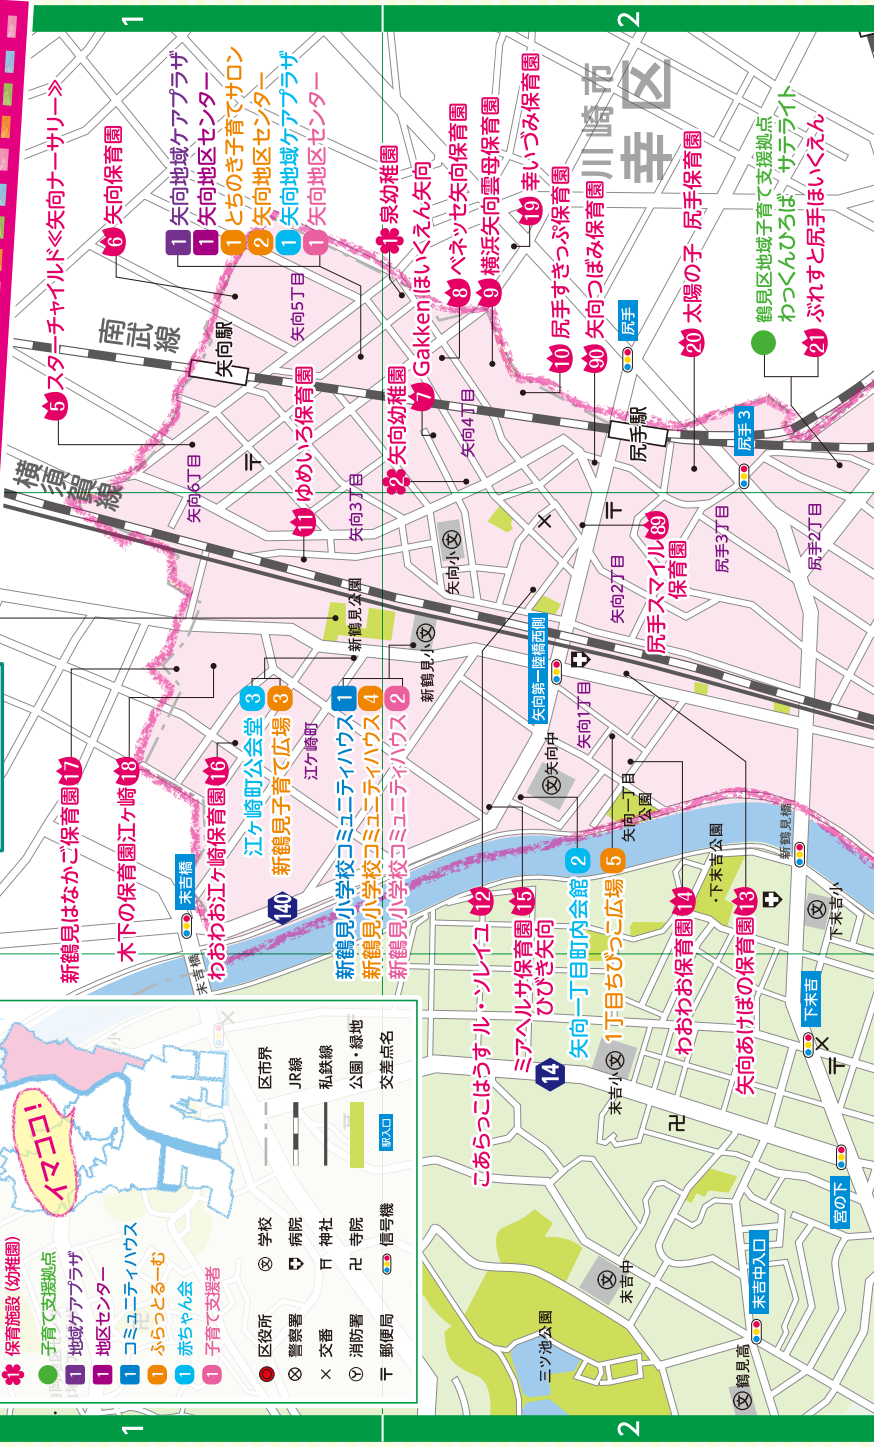 1
2
5 スターチャイルド≪矢向ナーサリー≫
6 矢向保育園
1 矢向地域ケアプラザ
1 矢向地区センター
1 とちのき子育てサロン
2 矢向地区センター
1 矢向地域ケアプラザ
1 矢向地区センター
1 泉幼稚園
2 矢向幼稚園
7 Gakkenほいくえん矢向
8 ベネッセ矢向保育園
9 横浜矢向雲母保育園
19 幸いづみ保育園
10 尻手すきっぷ保育園
90 矢向つぼみ保育園
20 太陽の子 尻手保育園
鶴見区地域子育て支援拠点
わっくんひろば サテライト
21 ぷれすと尻手ほいくえん
川崎市
幸区
南武線
矢向駅
矢向5丁目
横須賀線
矢向6丁目
〒
11 ゆめいろ保育園
矢向3丁目
矢向4丁目
尻手
尻手駅
尻手3
矢向小
文
〒
矢向2丁目
89 尻手スマイル
保育園
尻手3丁目
尻手2丁目
新鶴見公園
新鶴見小
文
矢向第一陸橋西側
矢向1丁目
17 新鶴見はなかご保育園
18 木下の保育園江ヶ崎
16 わおわお江ヶ崎保育園
3 江ヶ崎町公会堂
3 新鶴見子育て広場
江ケ崎町
1 新鶴見小学校コミュニティハウス
4 新鶴見小学校コミュニティハウス
2 新鶴見小学校コミュニティハウス
末吉橋
末吉橋
140
文
矢向中
矢向一丁目
公園
新鶴見橋
12 こあらっこはうす ル・ソレイユ
15 ミアヘルサ保育園
ひびき矢向
2 矢向一丁目町内会館
5 1丁目ちびっこ広場
14 わおわお保育園
13 矢向あけぼの保育園
・下末吉公園
文
下末吉小
下末吉
〒
14
末吉小
文
卍
宮の下
文
末吉中
末吉中入口
三ツ池公園
文
鶴見高
イマココ!
保育施設(幼稚園)
子育て支援拠点
1 地域ケアプラザ
1 地区センター
1 コミュニティハウス
1 ふらっとるーむ
1 赤ちゃん会
1 子育て支援者
区役所
警察署
交番
消防署
〒 郵便局
文 学校
病院
神社
卍 寺院
信号機
区市界
JR線
私鉄線
公園・緑地
駅入口 交差点名
1
2